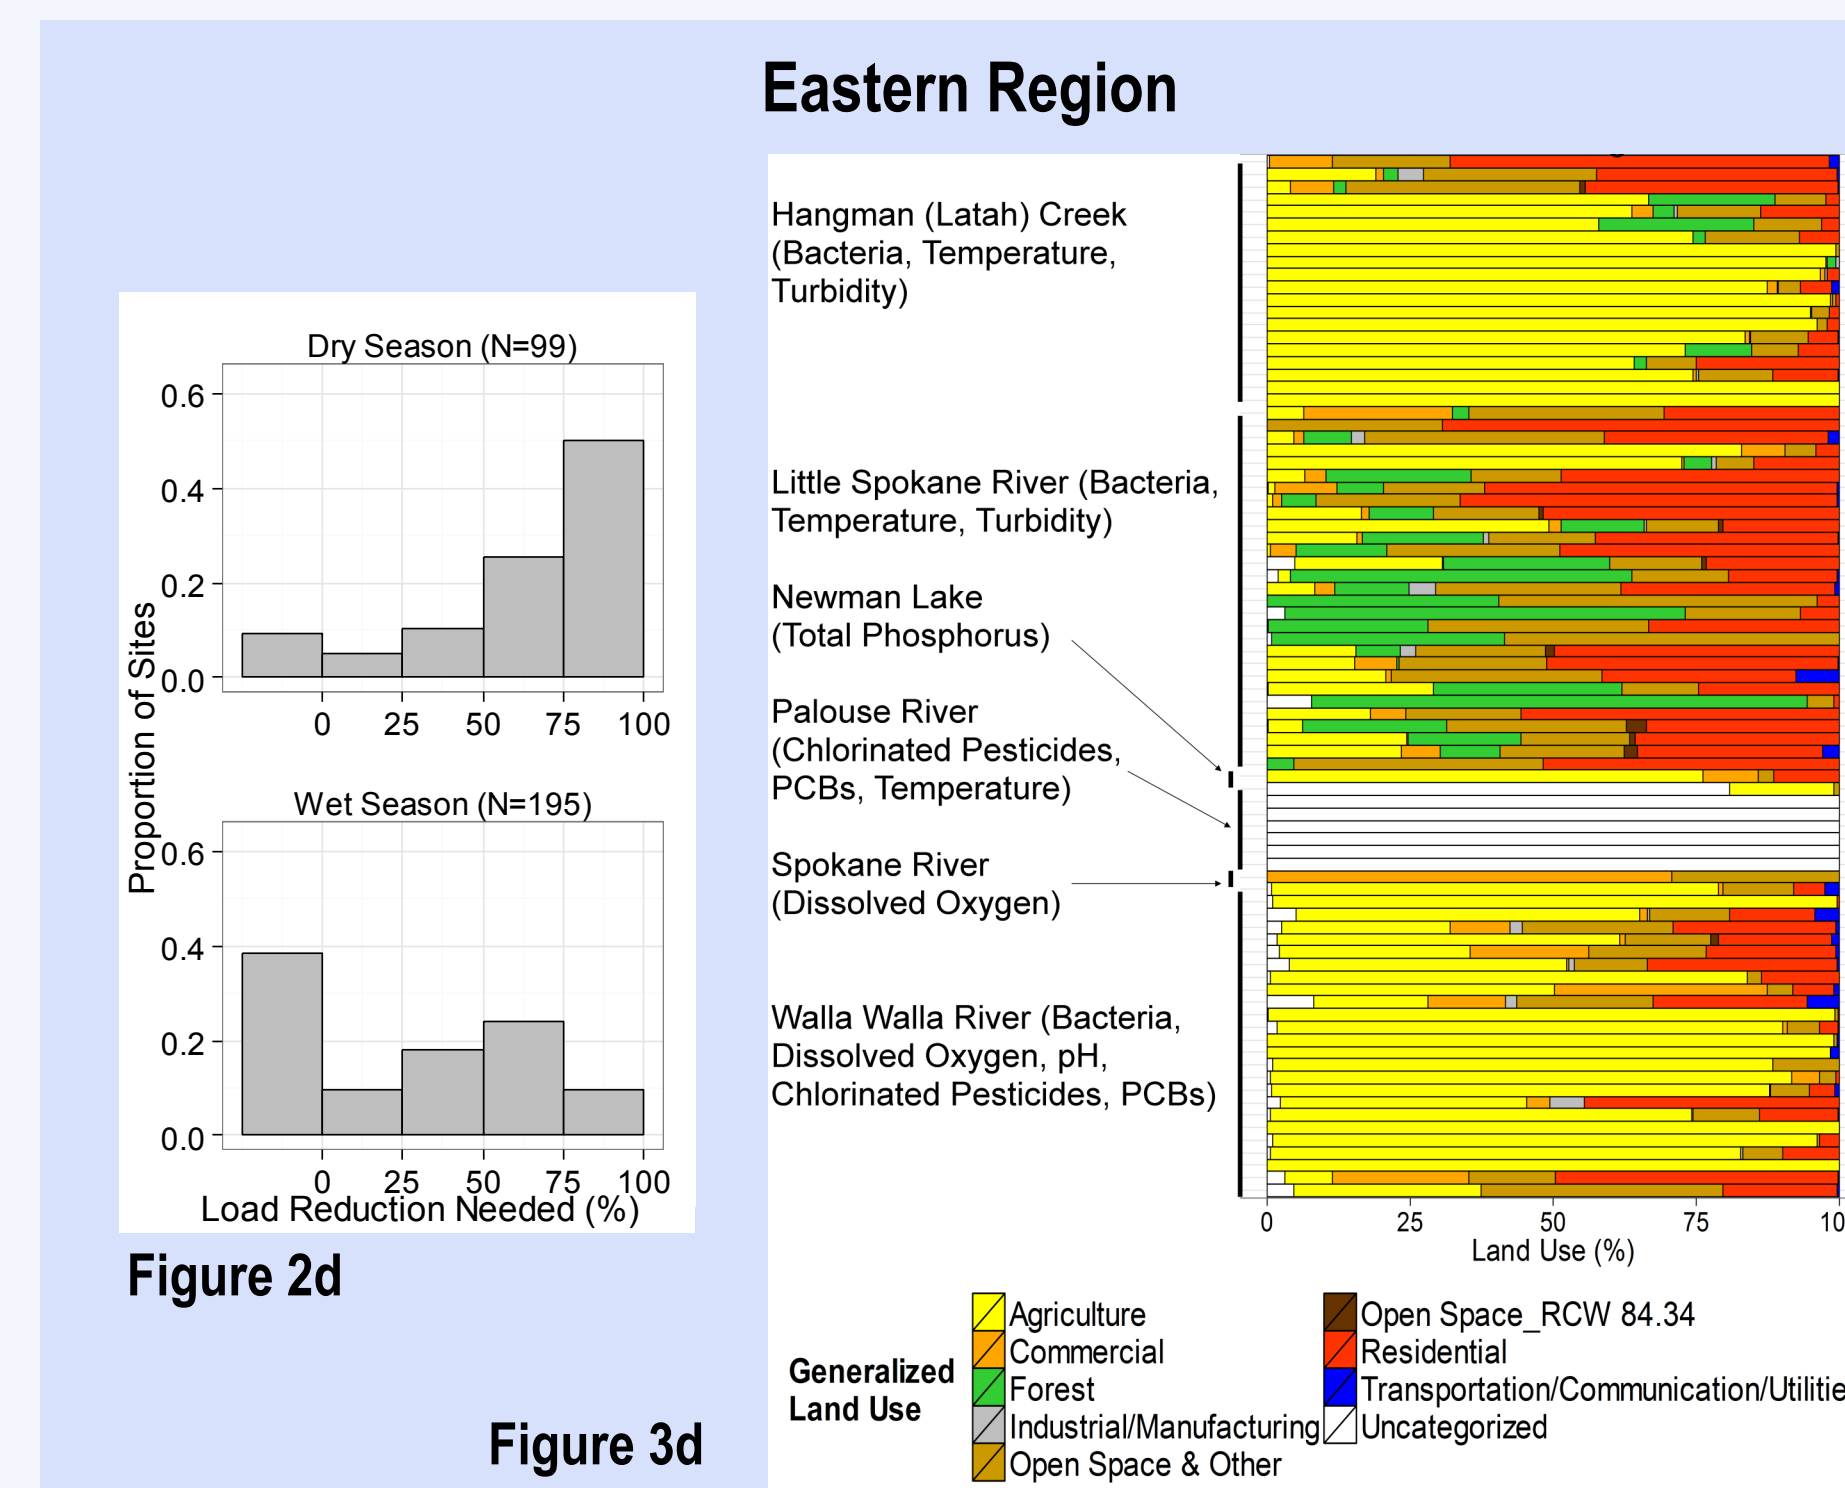 Eastern Region
Dry Season (N=99)
0.6
0.4
0.2
0.0
0 25 50 75 100
Proportion of Sites
Wet Season (N=195)
0.6
0.4
0.2
0.0
0 25 50 75 100
Load Reduction Needed (%)
Figure 2d
Hangman (Latah) Creek
(Bacteria, Temperature,
Turbidity)
Little Spokane River (Bacteria,
Temperature, Turbidity)
Newman Lake
(Total Phosphorus)
Palouse River
(Chlorinated Pesticides,
PCBs, Temperature)
Spokane River
(Dissolved Oxygen)
Walla Walla River (Bacteria,
Dissolved Oxygen, pH,
Chlorinated Pesticides, PCBs)
0 25 50 75 10
Land Use (%)
Generalized
Land Use
Agriculture
Commercial
Forest
Industrial/Manufacturing
Open Space & Other
Open Space_RCW 84.34
Residential
Transportation/Communication/Utilitie
Uncategorized
Figure 3d